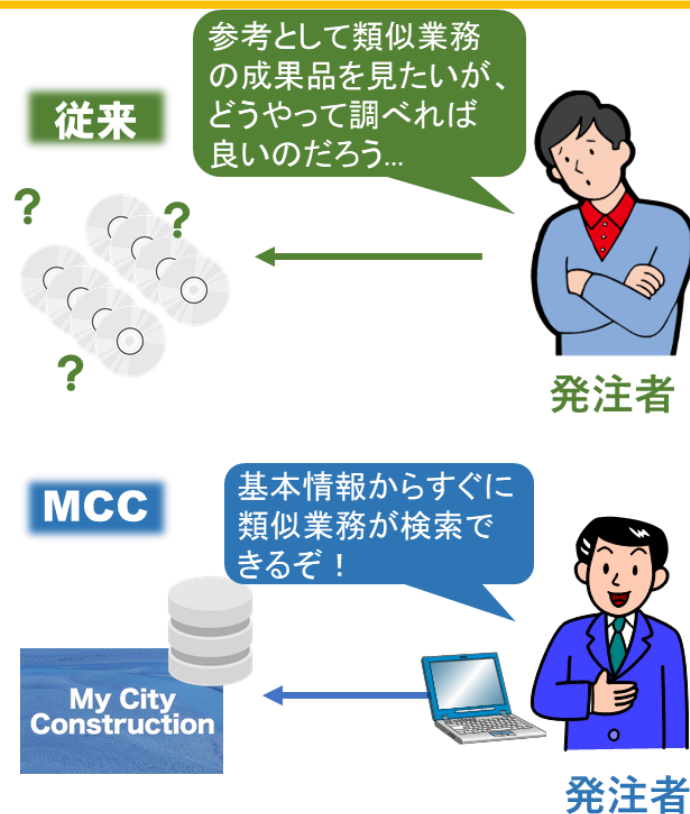 参考として類似業務
の成果品を見たいが、
どうやって調べれば
良いのだろう...
従来
?
?
?
発注者
MCC
基本情報からすぐに
類似業務が検索で
きるぞ！
My City
Construction
発注者